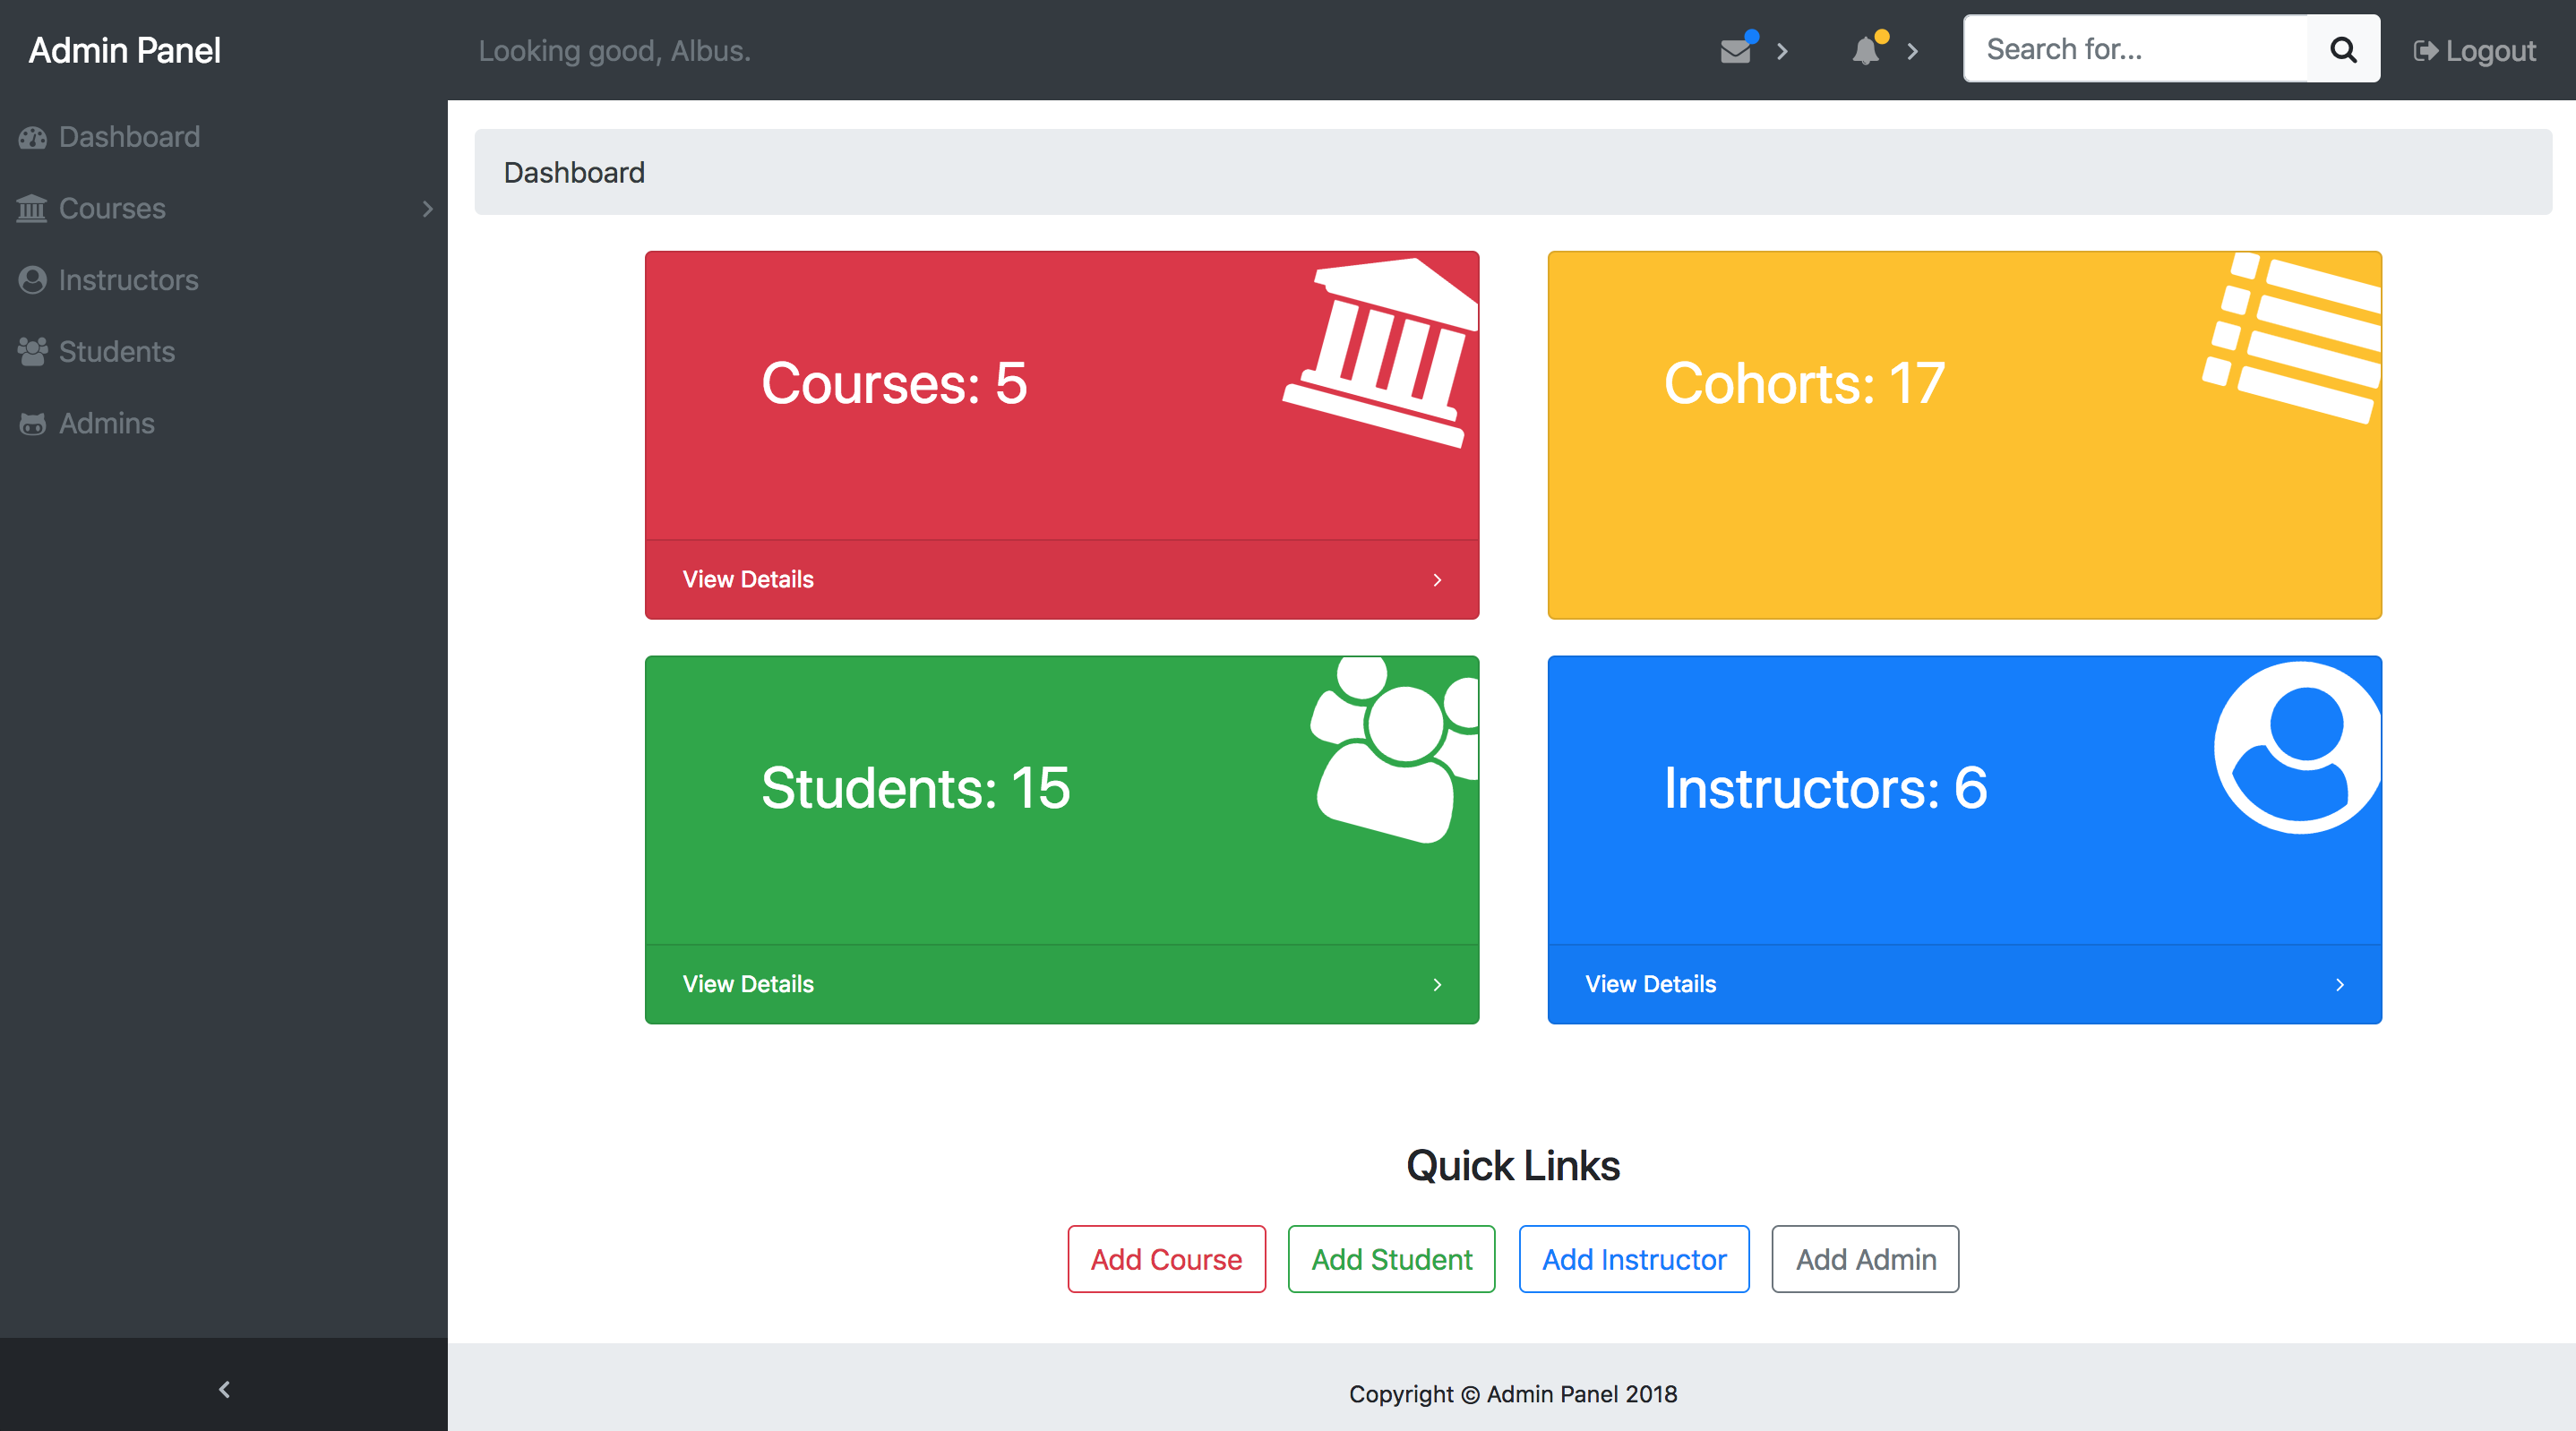 Admin Panel
Looking good, Albus.
Search for...
Logout
Dashboard
Courses
Instructors
Students
Admins
Dashboard
Courses: 5
View Details
Cohorts: 17
Students: 15
View Details
Instructors: 6
View Details
Quick Links
Add Course
Add Student
Add Instructor
Add Admin
Copyright © Admin Panel 2018